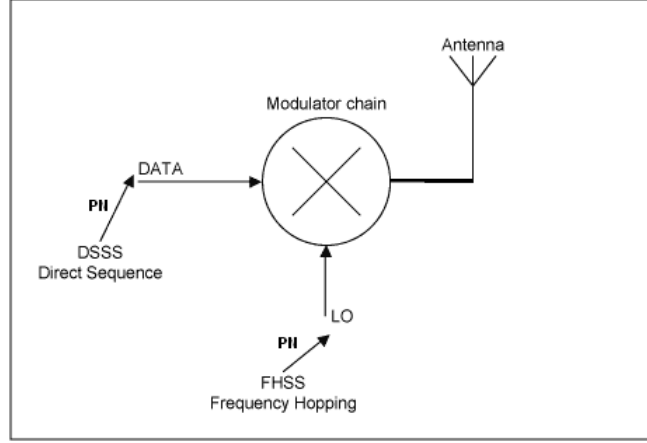 Antenna
Modulator chain
DATA
PN
DSSS
Direct Sequence
LO
PN
FHSS
Frequency Hopping